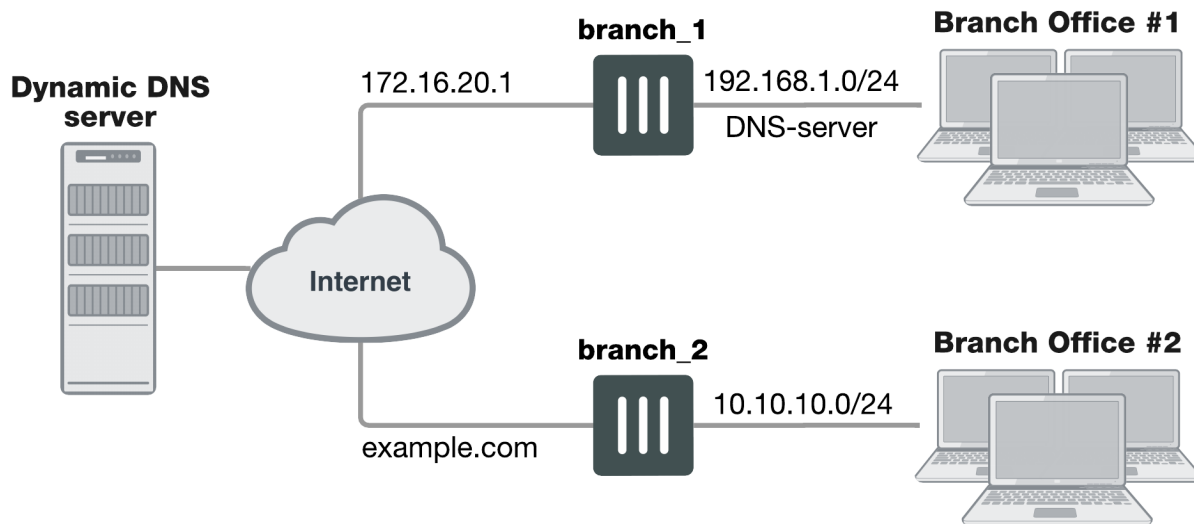 Dynamic DNS
server
172.16.20.1
branch_1
192.168.1.0/24
DNS-server
Branch Office #1
Internet
example.com
branch_2
10.10.10.0/24
Branch Office #2